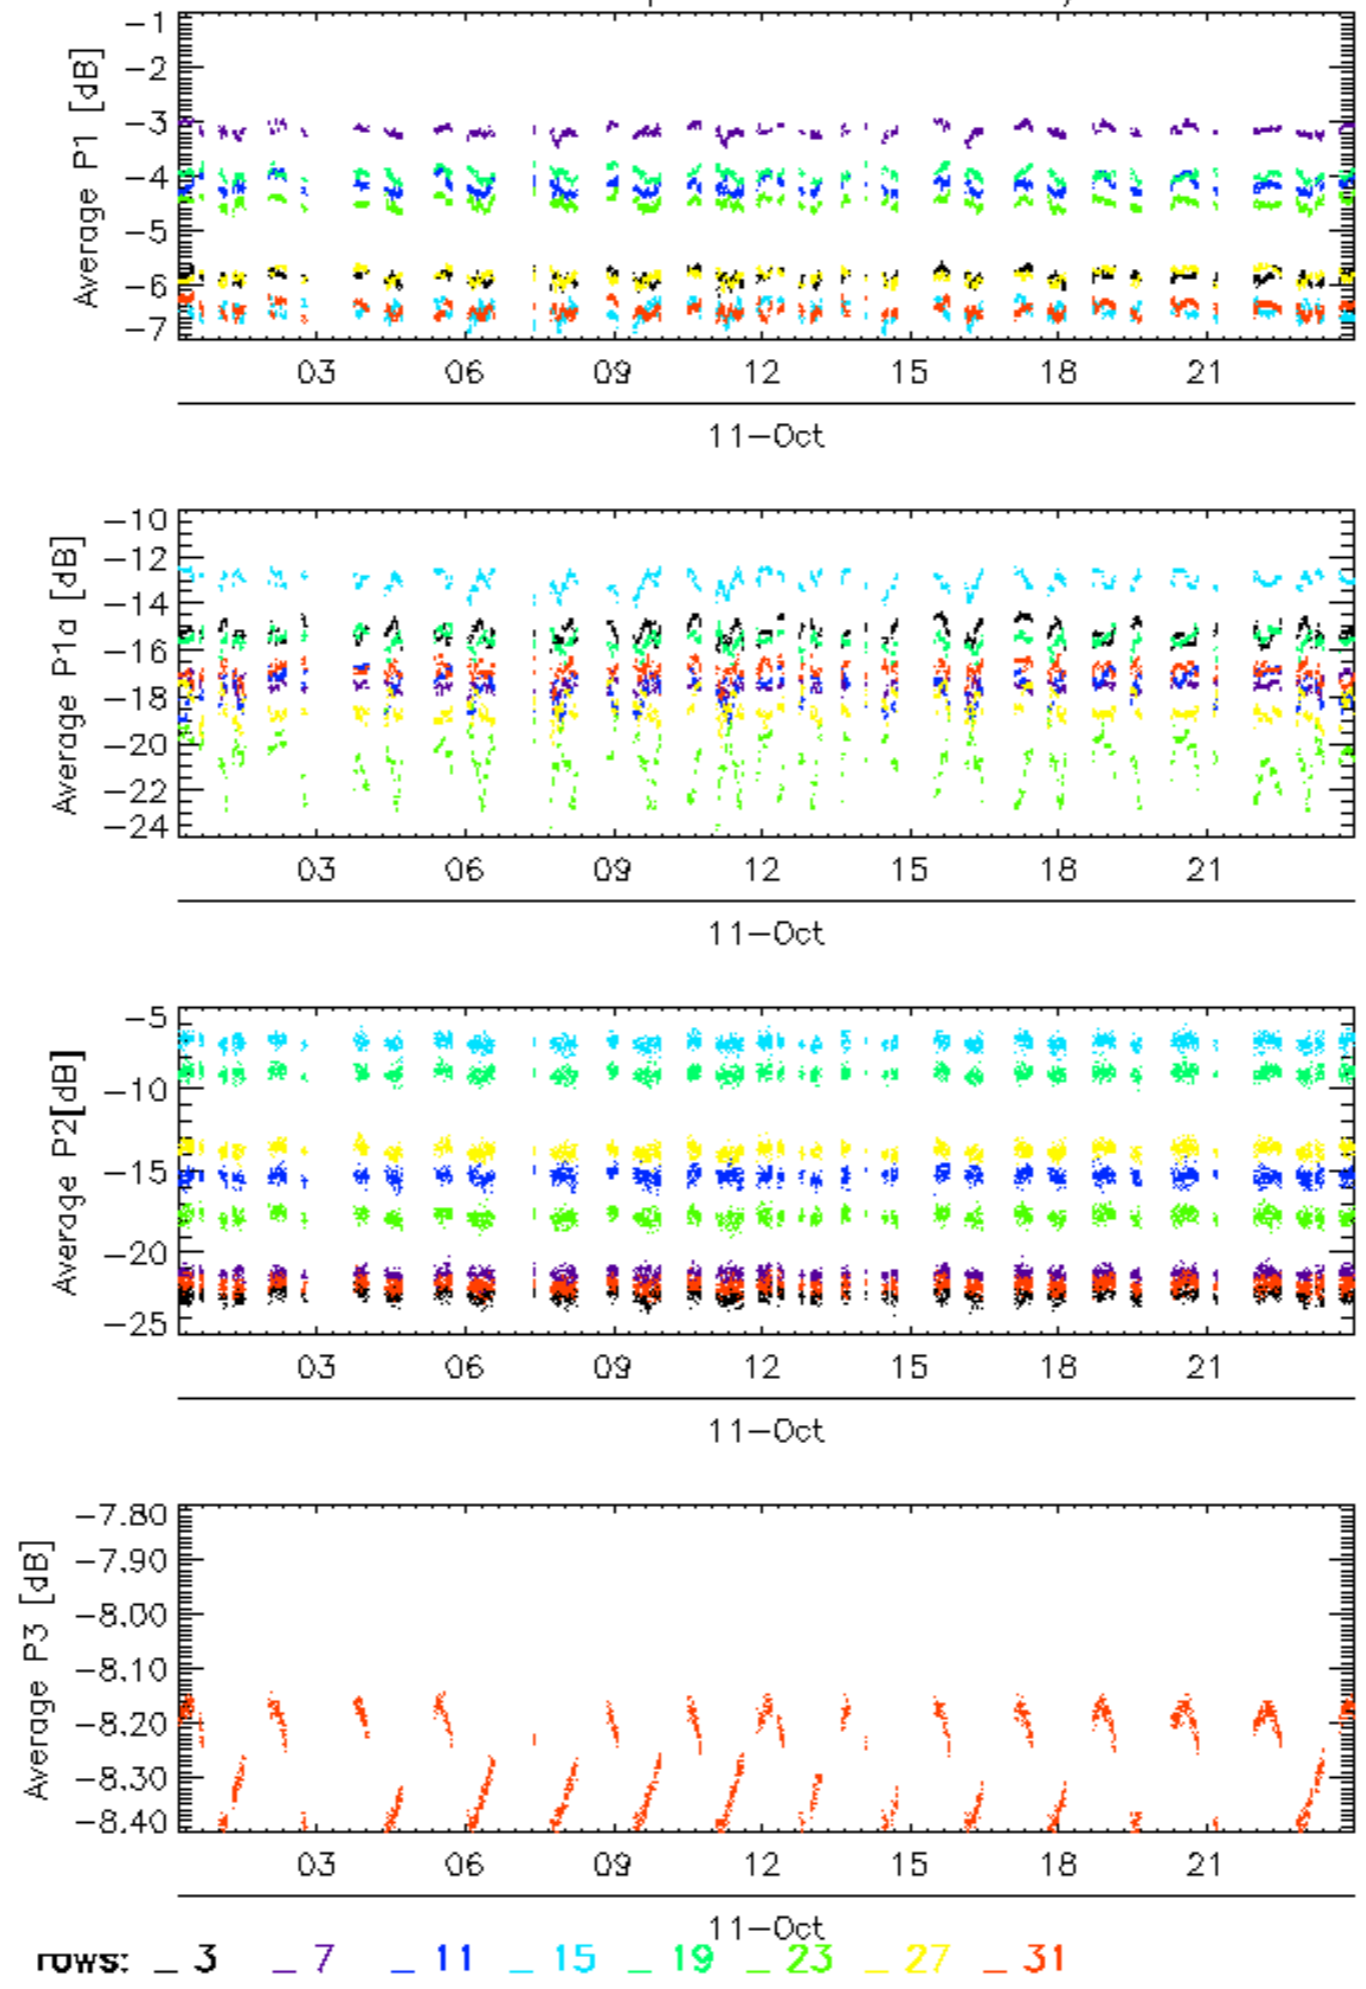 Average P1 [dB]
−1
−2
−3
−4
−5
−6
−7
03 06 09 12 15 18 21
11−Oct
Average P1a [dB]
−10
−12
−14
−16
−18
−20
−22
−24
03 06 09 12 15 18 21
11−Oct
Average P2[dB]
−5
−10
−15
−20
−25
03 06 09 12 15 18 21
11−Oct
Average P3 [dB]
−7.80
−7.90
−8.00
−8.10
−8.20
−8.30
−8.40
03 06 09 12 15 18 21
11−Oct
rows: _ 3 _ 7 _ 11 _ 15 _ 19 _ 23 _ 27 _ 31